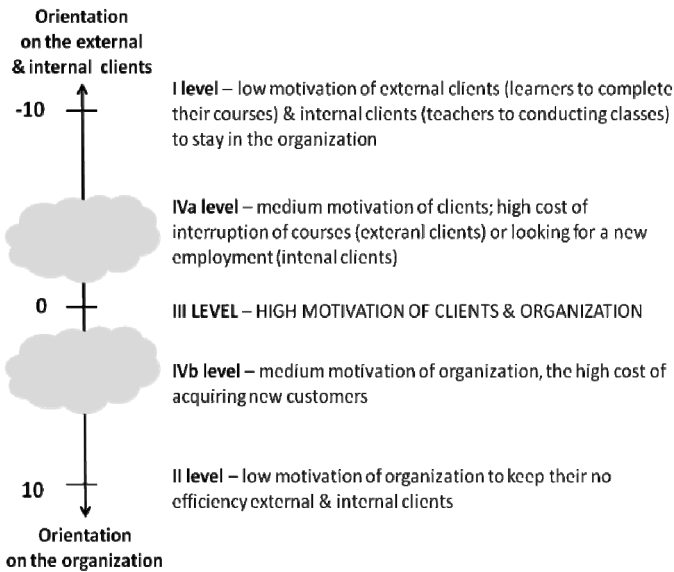 Orientation
on the external
& internal clients
-10
I level – low motivation of external clients (learners to complete
their courses) & internal clients (teachers to conducting classes)
to stay in the organization
IVa level – medium motivation of clients; high cost of
interruption of courses (exteranl clients) or looking for a new
employment (intenal clients)
0
III LEVEL – HIGH MOTIVATION OF CLIENTS & ORGANIZATION
IVb level – medium motivation of organization, the high cost of
acquiring new customers
10
II level – low motivation of organization to keep their no
efficiency external & internal clients
Orientation
on the organization